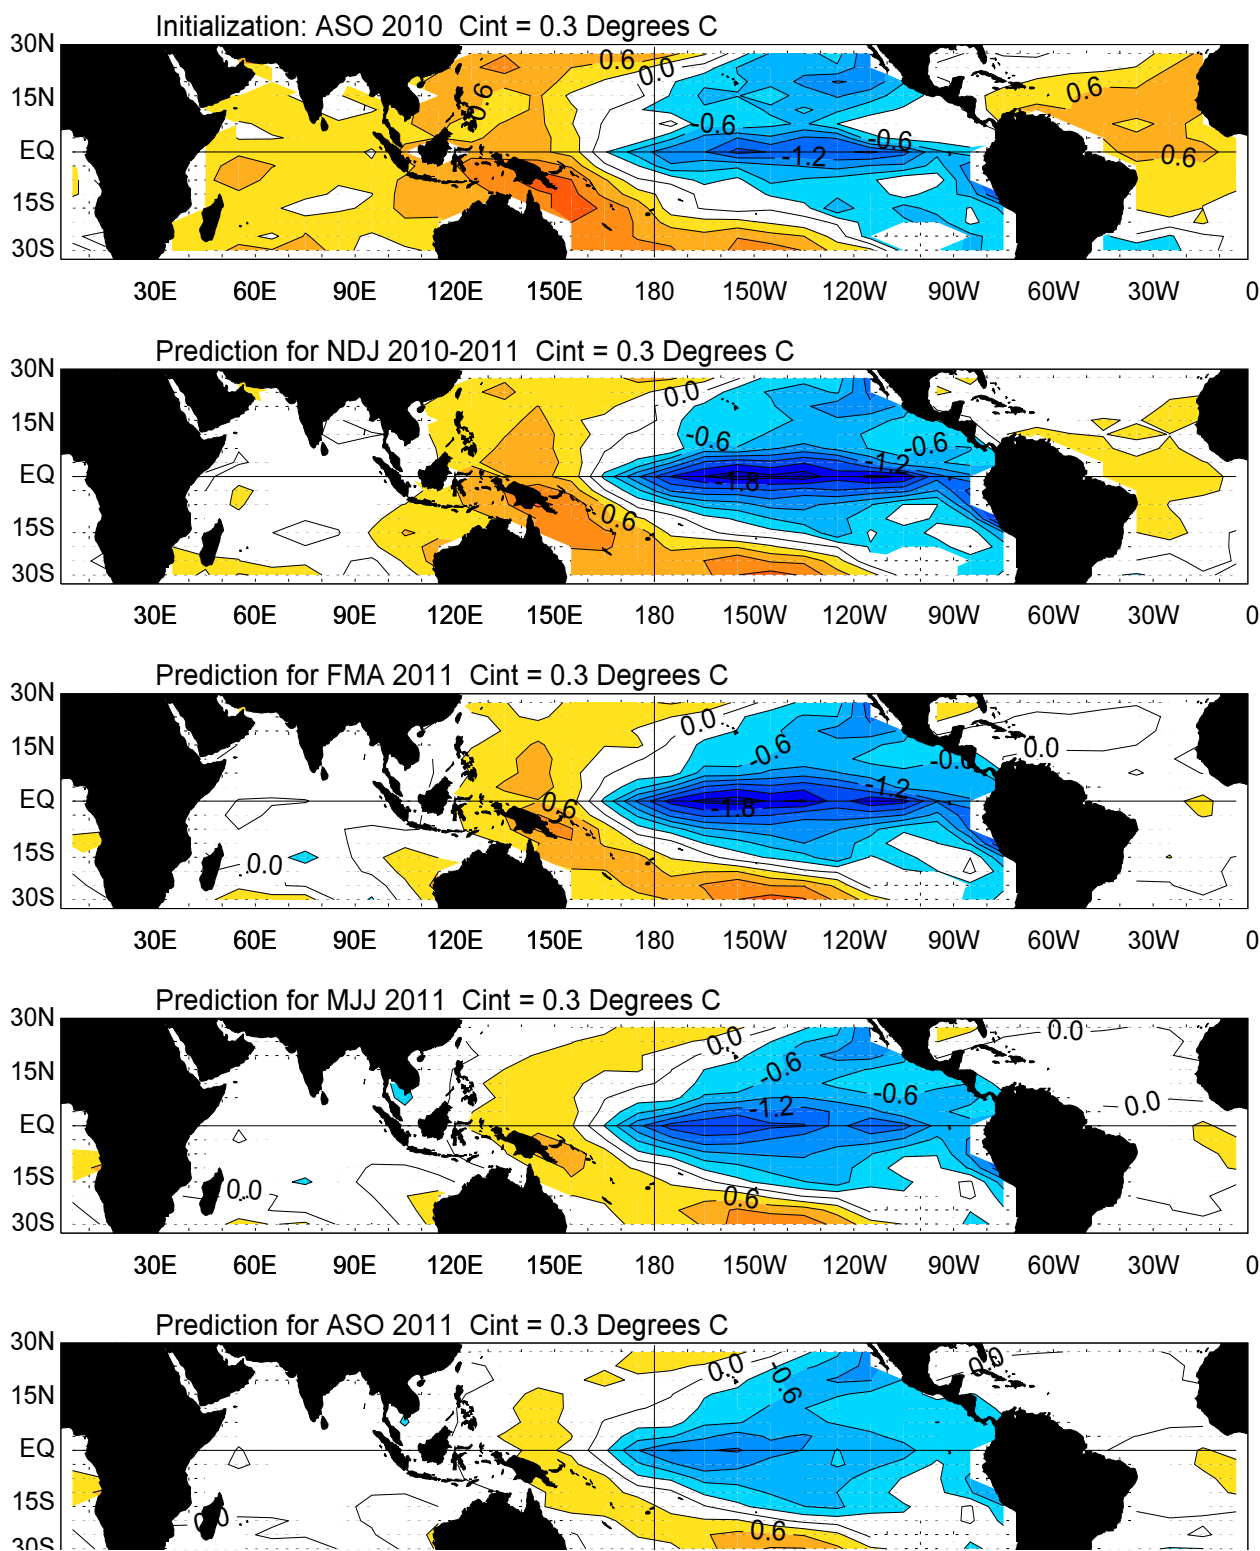 Initialization: ASO 2010  Cint = 0.3 Degrees C
30N
15N
EQ
15S
30S
0.6
0.0
0.6
-0.6
-0.6
-1.2
0.6
0.6
30E 60E 90E 120E 150E 180 150W 120W 90W 60W 30W 0
Prediction for NDJ 2010-2011  Cint = 0.3 Degrees C
30N
15N
EQ
15S
30S
0.0
-0.6
-0.6
-1.2
-1.8
0.6
30E 60E 90E 120E 150E 180 150W 120W 90W 60W 30W 0
Prediction for FMA 2011  Cint = 0.3 Degrees C
30N
15N
EQ
15S
30S
0.0
-0.6
-0.6
0.0
-1.2
0.6
-1.8
0.0
30E 60E 90E 120E 150E 180 150W 120W 90W 60W 30W 0
Prediction for MJJ 2011  Cint = 0.3 Degrees C
30N
15N
EQ
15S
30S
0.0
0.0
-0.6
-0.6
-1.2
0.0
0.0
0.6
30E 60E 90E 120E 150E 180 150W 120W 90W 60W 30W 0
Prediction for ASO 2011  Cint = 0.3 Degrees C
30N
15N
EQ
15S
30S
0.0
-0.6
0.0
0.0
0.6